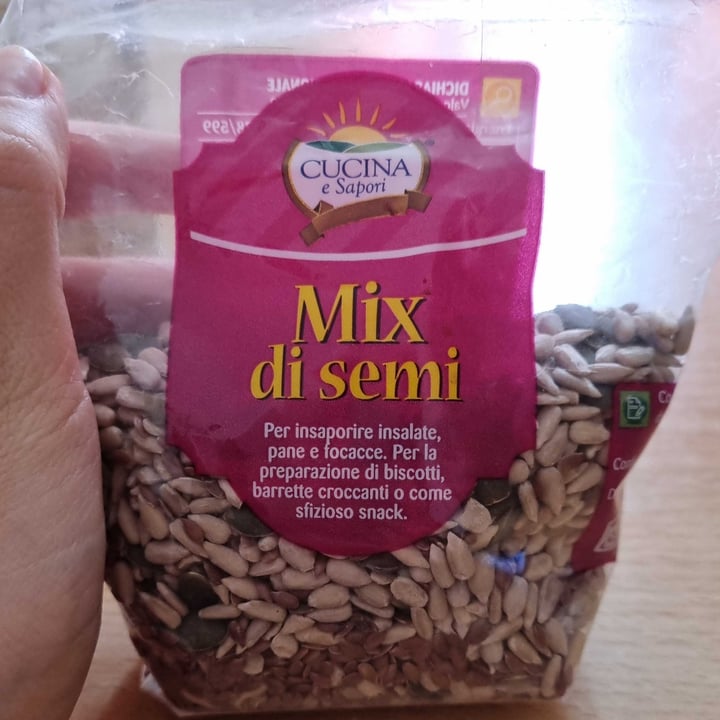 CUCINA
e Sapori
Mix
di semi
Per insaporire insalate,
pane e focacce. Per la
preparazione di biscotti,
barrette croccanti o come
sfizioso snack.